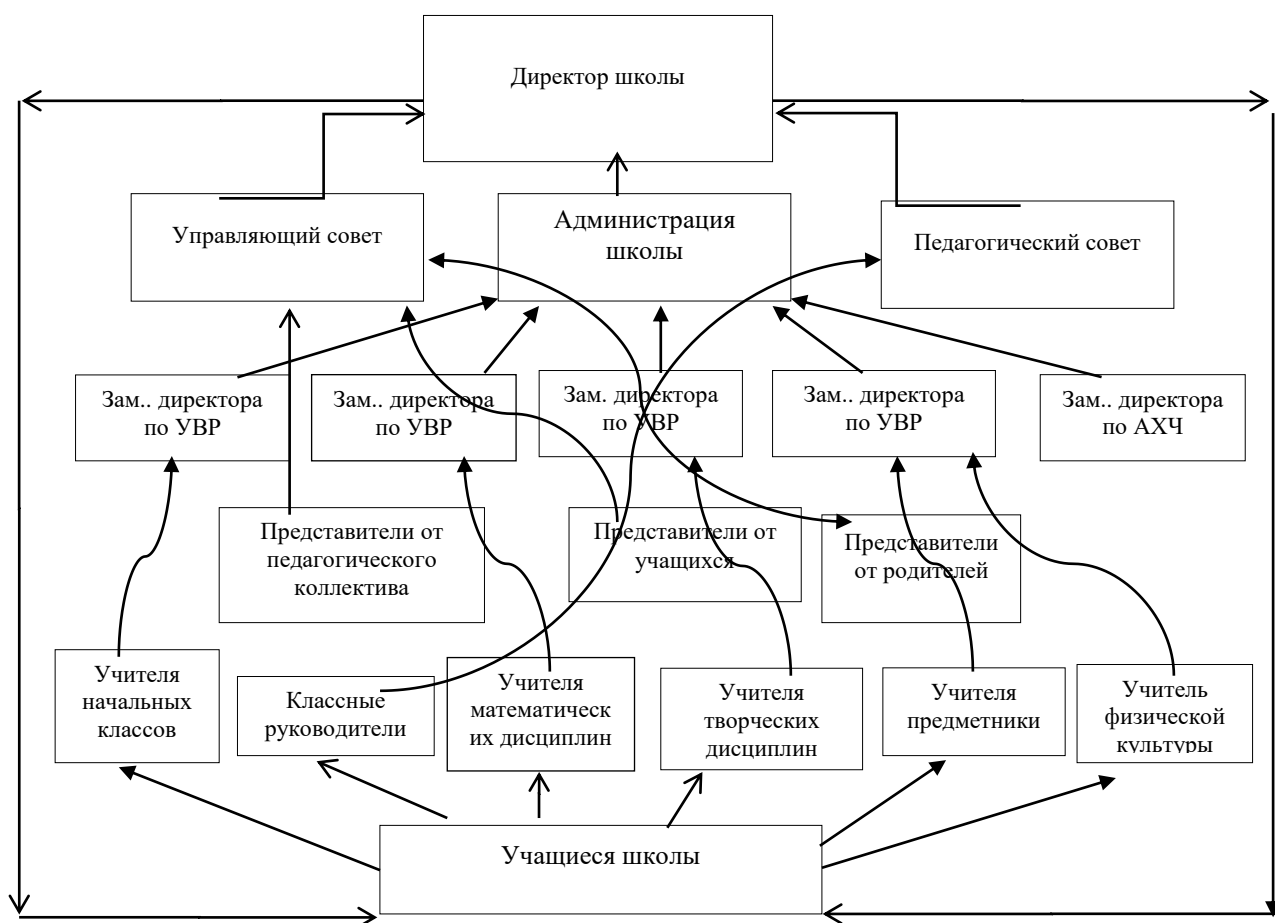 Директор школы
Управляющий совет
Администрация
школы
Педагогический совет
Зам.. директора
по УВР
Зам.. директора
по УВР
Зам.. директора
по УВР
Зам.. директора
по УВР
Зам.. директора
по АХЧ
Представители от
педагогического
коллектива
Представители от
учащихся
Представители
от родителей
Учителя
начальных
классов
Классные
руководители
Учителя
математическ
их дисциплин
Учителя
творческих
дисциплин
Учителя
предметники
Учитель
физической
культуры
Учащиеся школы